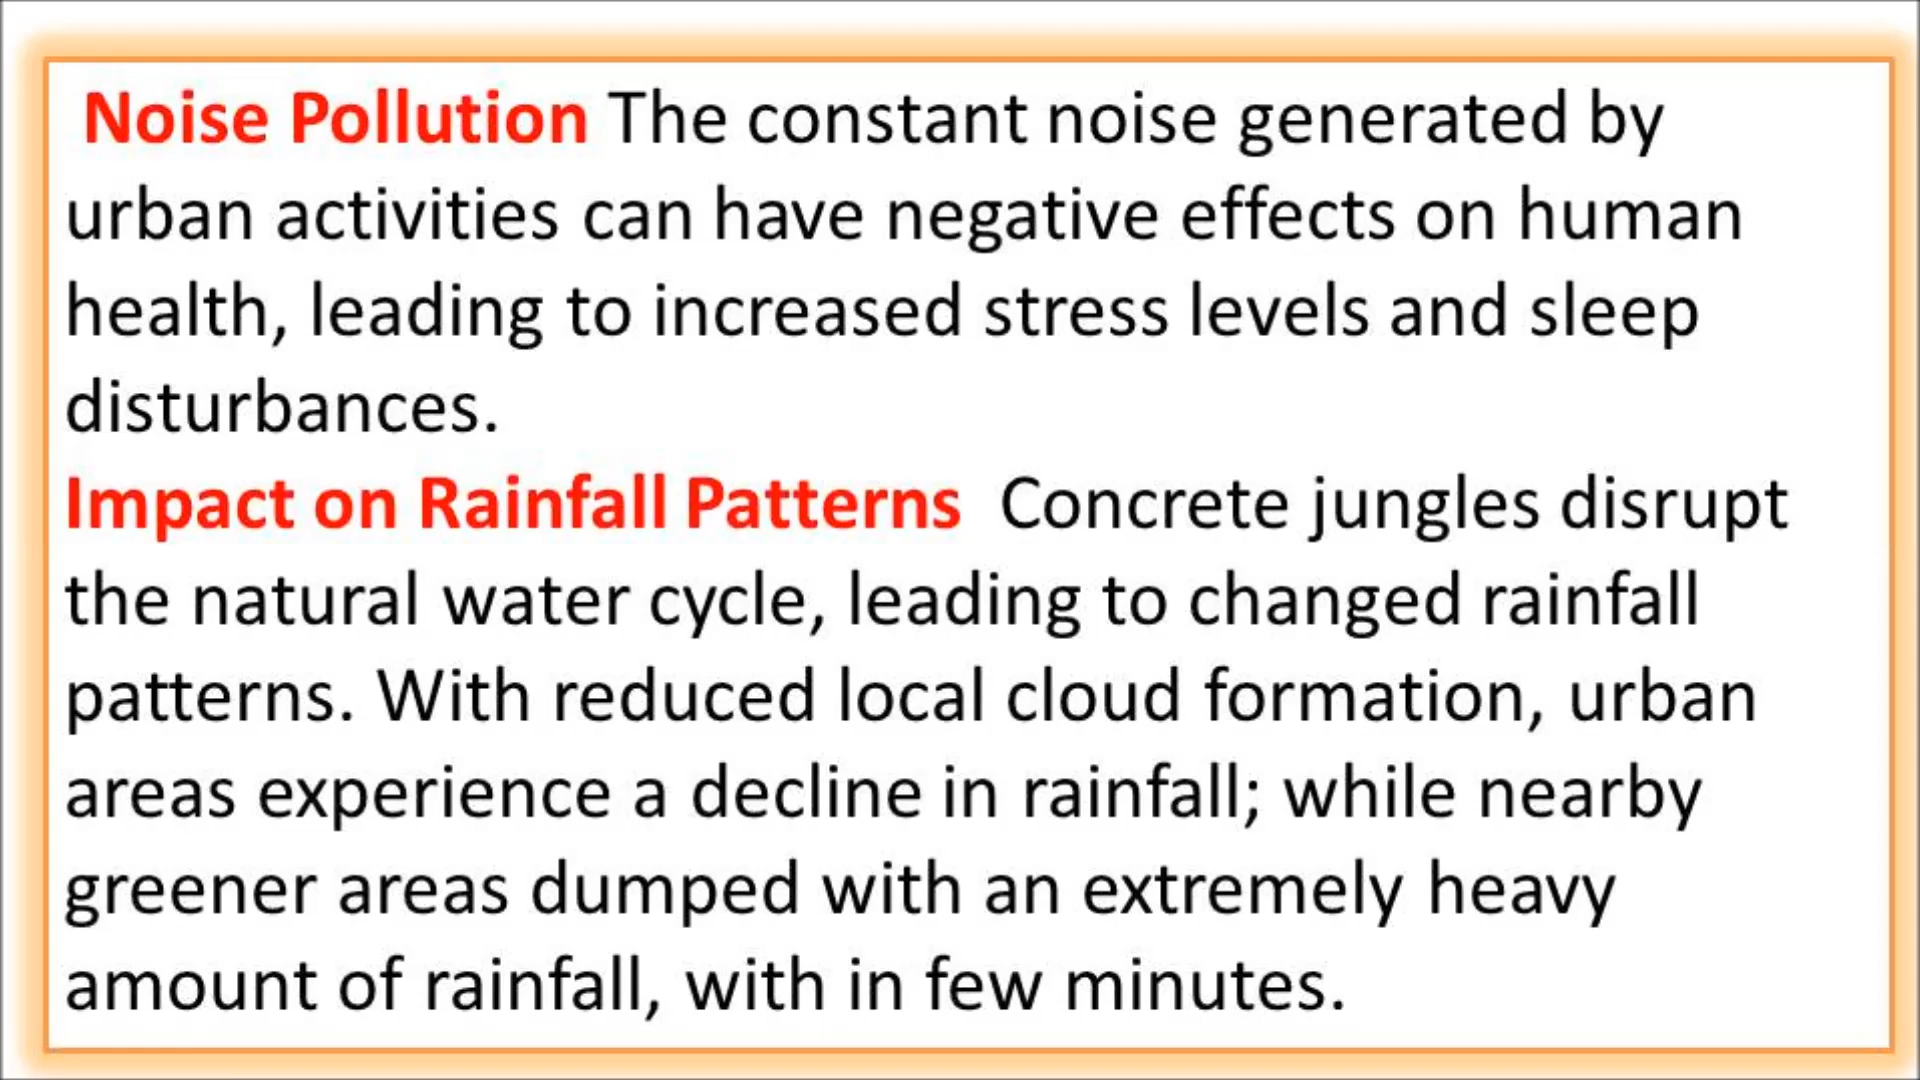 Noise Pollution The constant noise generated by
urban activities can have negative effects on human
health, leading to increased stress levels and sleep
disturbances.
Impact on Rainfall Patterns  Concrete jungles disrupt
the natural water cycle, leading to changed rainfall
patterns. With reduced local cloud formation, urban
areas experience a decline in rainfall; while nearby
greener areas dumped with an extremely heavy
amount of rainfall, with in few minutes.